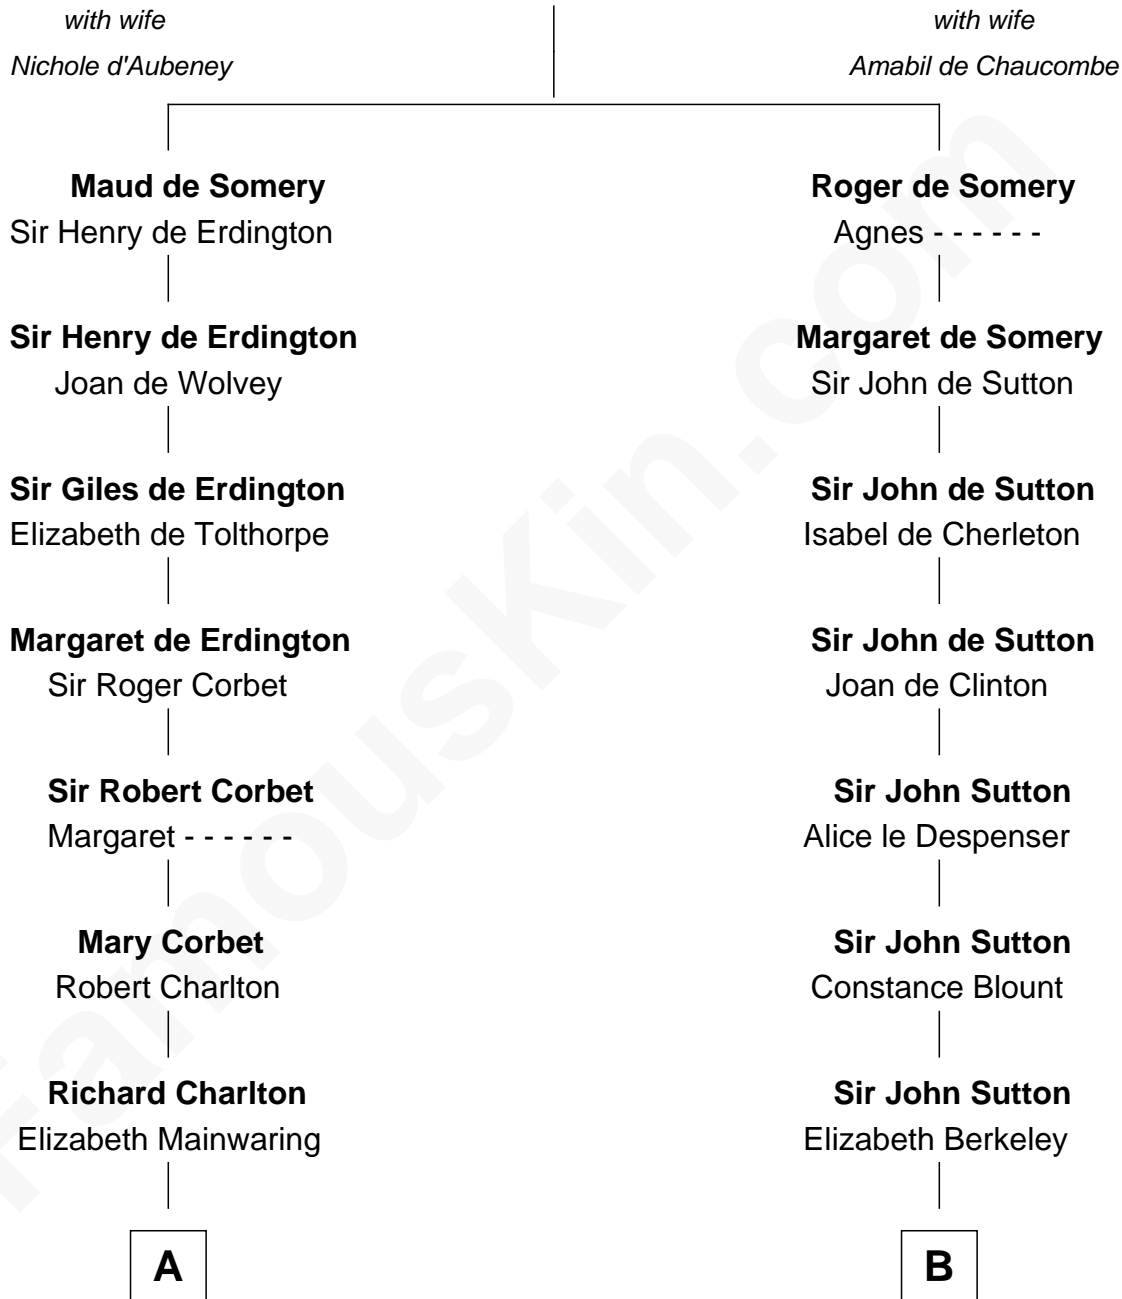 with wife
Nichole d'Aubeney
with wife
Amabil de Chaucombe
Maud de Somery
Sir Henry de Erdington
Roger de Somery
Agnes - - - - - -
Sir Henry de Erdington
Joan de Wolvey
Margaret de Somery
Sir John de Sutton
Sir Giles de Erdington
Elizabeth de Tolthorpe
Sir John de Sutton
Isabel de Cherleton
Margaret de Erdington
Sir Roger Corbet
Sir John de Sutton
Joan de Clinton
Sir Robert Corbet
Margaret - - - - - -
Sir John Sutton
Alice le Despenser
Mary Corbet
Robert Charlton
Sir John Sutton
Constance Blount
Richard Charlton
Elizabeth Mainwaring
Sir John Sutton
Elizabeth Berkeley
A
B
FamousKin.com